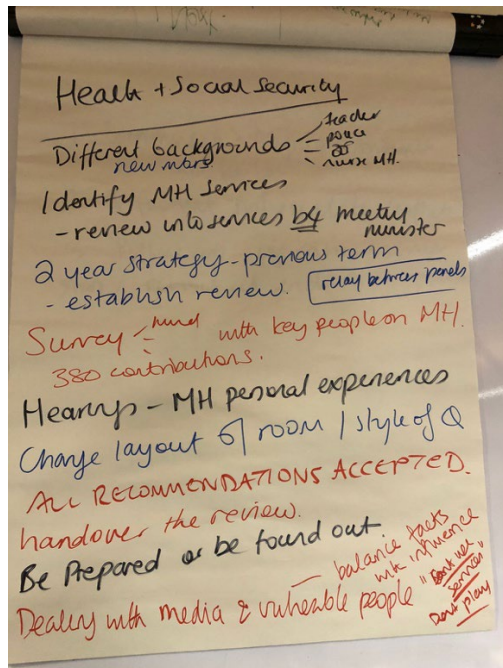 Health + Social Security
Different backgrounds - teacher
new mbrs - police
- nurse MH.
Identify MH Services
- review into services b4 meeting minister
2 year strategy - previous term
- establish review. relay between panels
Survey - mind
- with key people on MH.
380 contributions.
Hearings - MH personal experiences
Change layout of room / style of Q
ALL RECOMMENDATIONS ACCEPTED.
handover the review.
Be Prepared or be found out
- balance facts
with influence
Dealing with media & vulnerable people
services"
Dont play